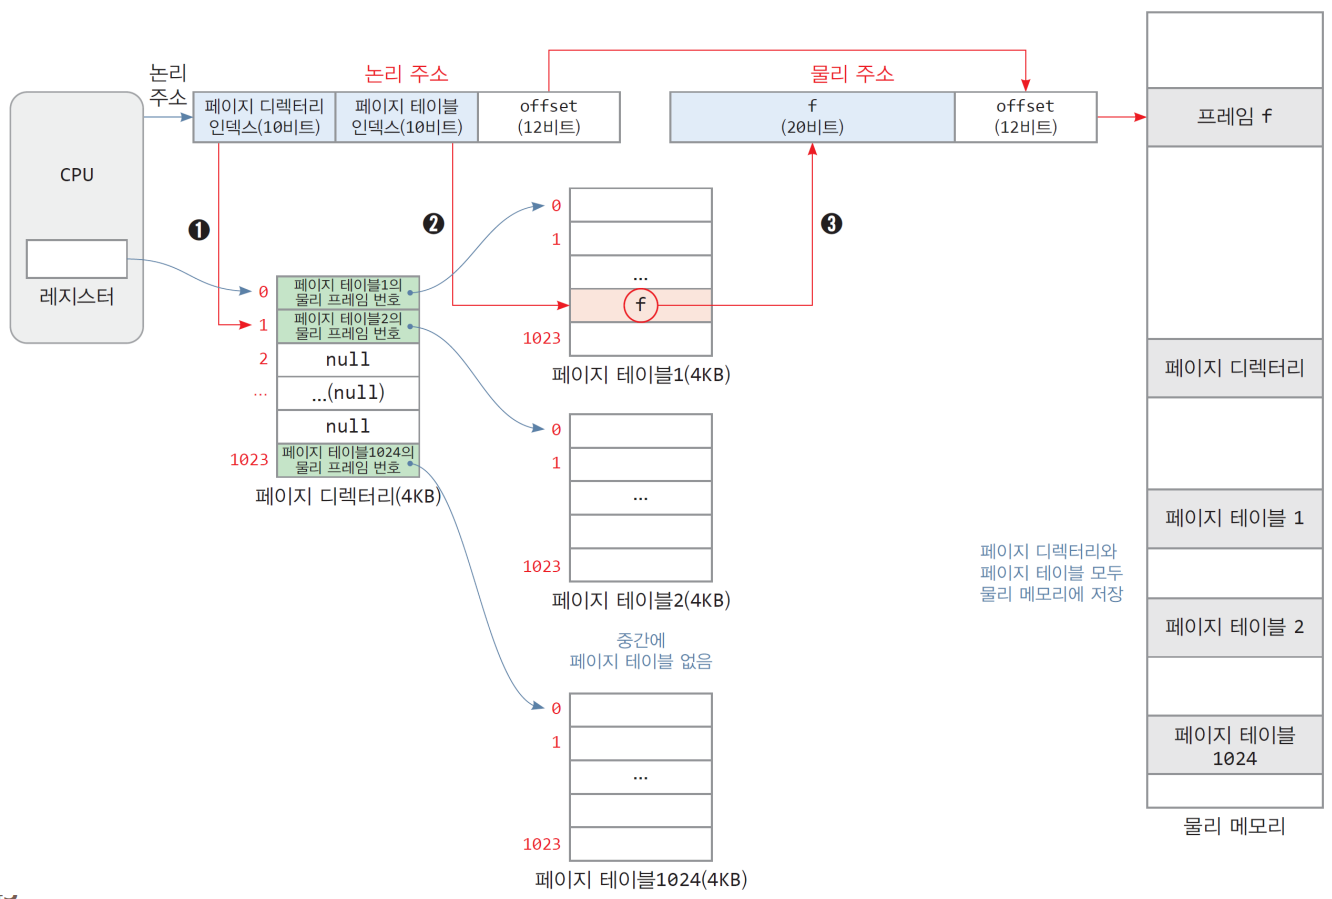 논리
주소
논리 주소
물리 주소
페이지 디렉터리
인덱스(10비트)
페이지 테이블
인덱스(10비트)
offset
(12비트)
f
(20비트)
offset
(12비트)
프레임 f
CPU
레지스터
❶
❷
❸
0
페이지 테이블1의
물리 프레임 번호
1
페이지 테이블2의
물리 프레임 번호
2
null
...
...(null)
null
1023
페이지 테이블1024의
물리 프레임 번호
페이지 디렉터리(4KB)
0
1
...
f
1023
페이지 테이블1(4KB)
0
1
...
1023
페이지 테이블2(4KB)
중간에
페이지 테이블 없음
0
1
...
1023
페이지 테이블1024(4KB)
페이지 디렉터리와
페이지 테이블 모두
물리 메모리에 저장
페이지 디렉터리
페이지 테이블 1
페이지 테이블 2
페이지 테이블
1024
물리 메모리